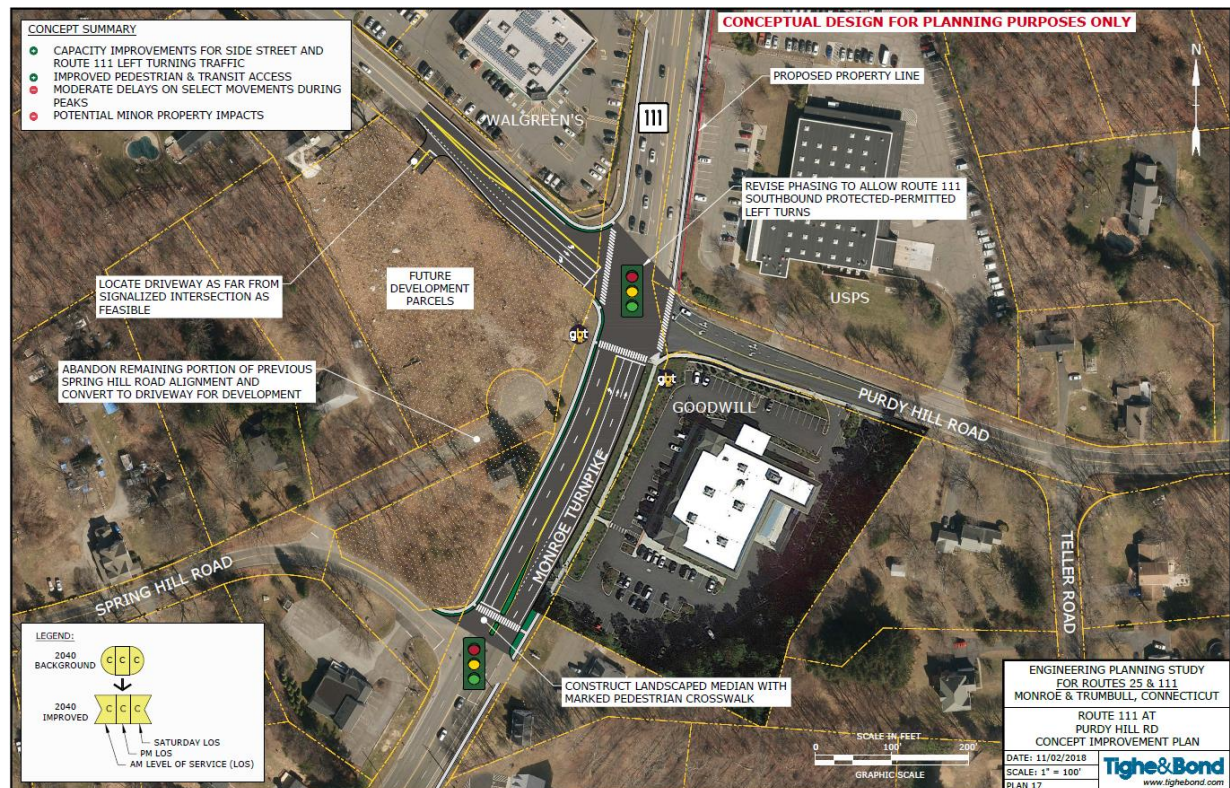 CONCEPT SUMMARY
CAPACITY IMPROVEMENTS FOR SIDE STREET AND
ROUTE 111 LEFT TURNING TRAFFIC
IMPROVED PEDESTRIAN & TRANSIT ACCESS
MODERATE DELAYS ON SELECT MOVEMENTS DURING
PEAKS
POTENTIAL MINOR PROPERTY IMPACTS
CONCEPTUAL DESIGN FOR PLANNING PURPOSES ONLY
N
PROPOSED PROPERTY LINE
WALGREEN'S
111
REVISE PHASING TO ALLOW ROUTE 111
SOUTHBOUND PROTECTED-PERMITTED
LEFT TURNS
LOCATE DRIVEWAY AS FAR FROM
SIGNALIZED INTERSECTION AS
FEASIBLE
FUTURE
DEVELOPMENT
PARCELS
USPS
gbt
ABANDON REMAINING PORTION OF PREVIOUS
SPRING HILL ROAD ALIGNMENT AND
CONVERT TO DRIVEWAY FOR DEVELOPMENT
gbt
GOODWILL
PURDY HILL ROAD
MONROE TURNPIKE
SPRING HILL ROAD
TELLER ROAD
LEGEND:
2040
BACKGROUND
C C C
2040
IMPROVED
C C C
SATURDAY LOS
PM LOS
AM LEVEL OF SERVICE (LOS)
CONSTRUCT LANDSCAPED MEDIAN WITH
MARKED PEDESTRIAN CROSSWALK
SCALE IN FEET
0 100' 200'
GRAPHIC SCALE
ENGINEERING PLANNING STUDY
FOR ROUTES 25 & 111
MONROE & TRUMBULL, CONNECTICUT
ROUTE 111 AT
PURDY HILL RD
CONCEPT IMPROVEMENT PLAN
DATE: 11/02/2018
SCALE: 1" = 100'
PLAN 17
Tighe&Bond
www.tighebond.com